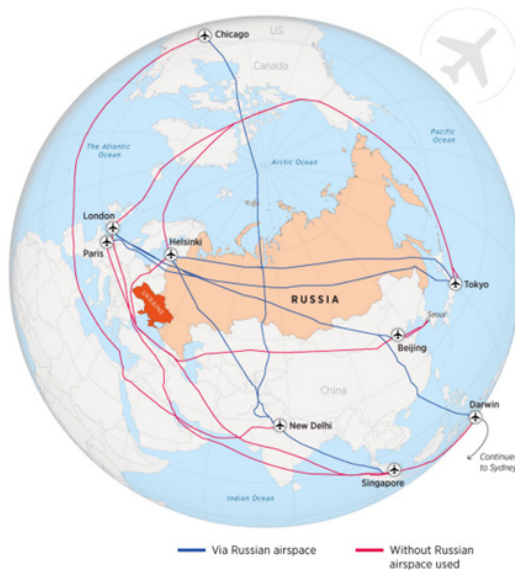 Chicago
US
Canada
The Atlantic
Ocean
Pacific
Ocean
Arctic Ocean
London
Paris
Helsinki
UKRAINE
RUSSIA
Tokyo
Seoul
Beijing
China
Darwin
New Delhi
Continues
to Sydney
Singapore
Indian Ocean
Via Russian airspace
Without Russian
airspace used